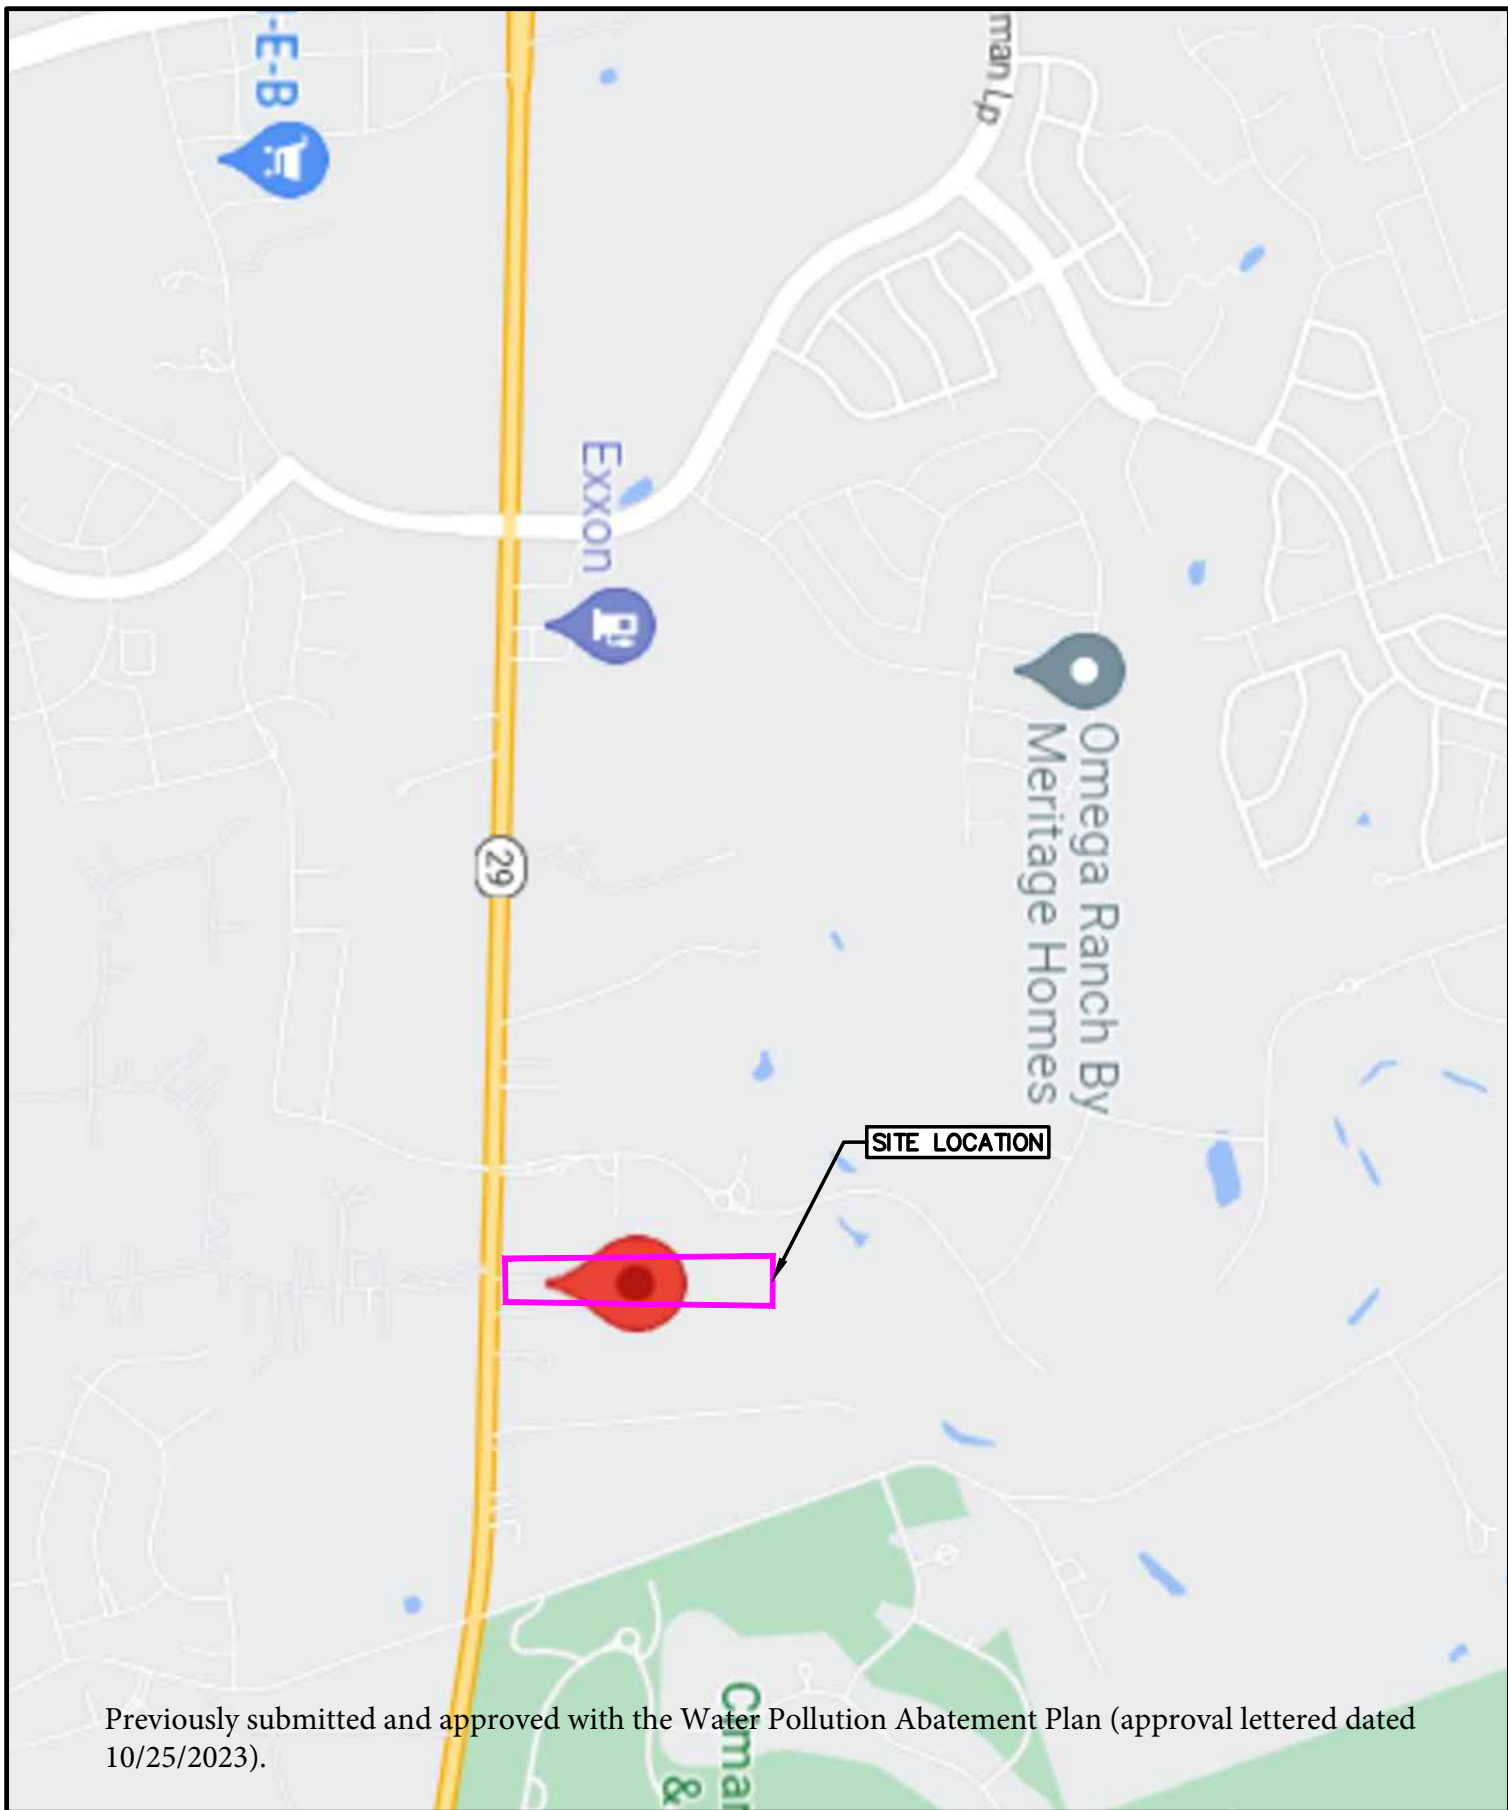 -E-B
man Lp
Exxon
Omega Ranch By
Meritage Homes
29
SITE LOCATION
Cimar
&
Previously submitted and approved with the Water Pollution Abatement Plan (approval lettered dated
10/25/2023).